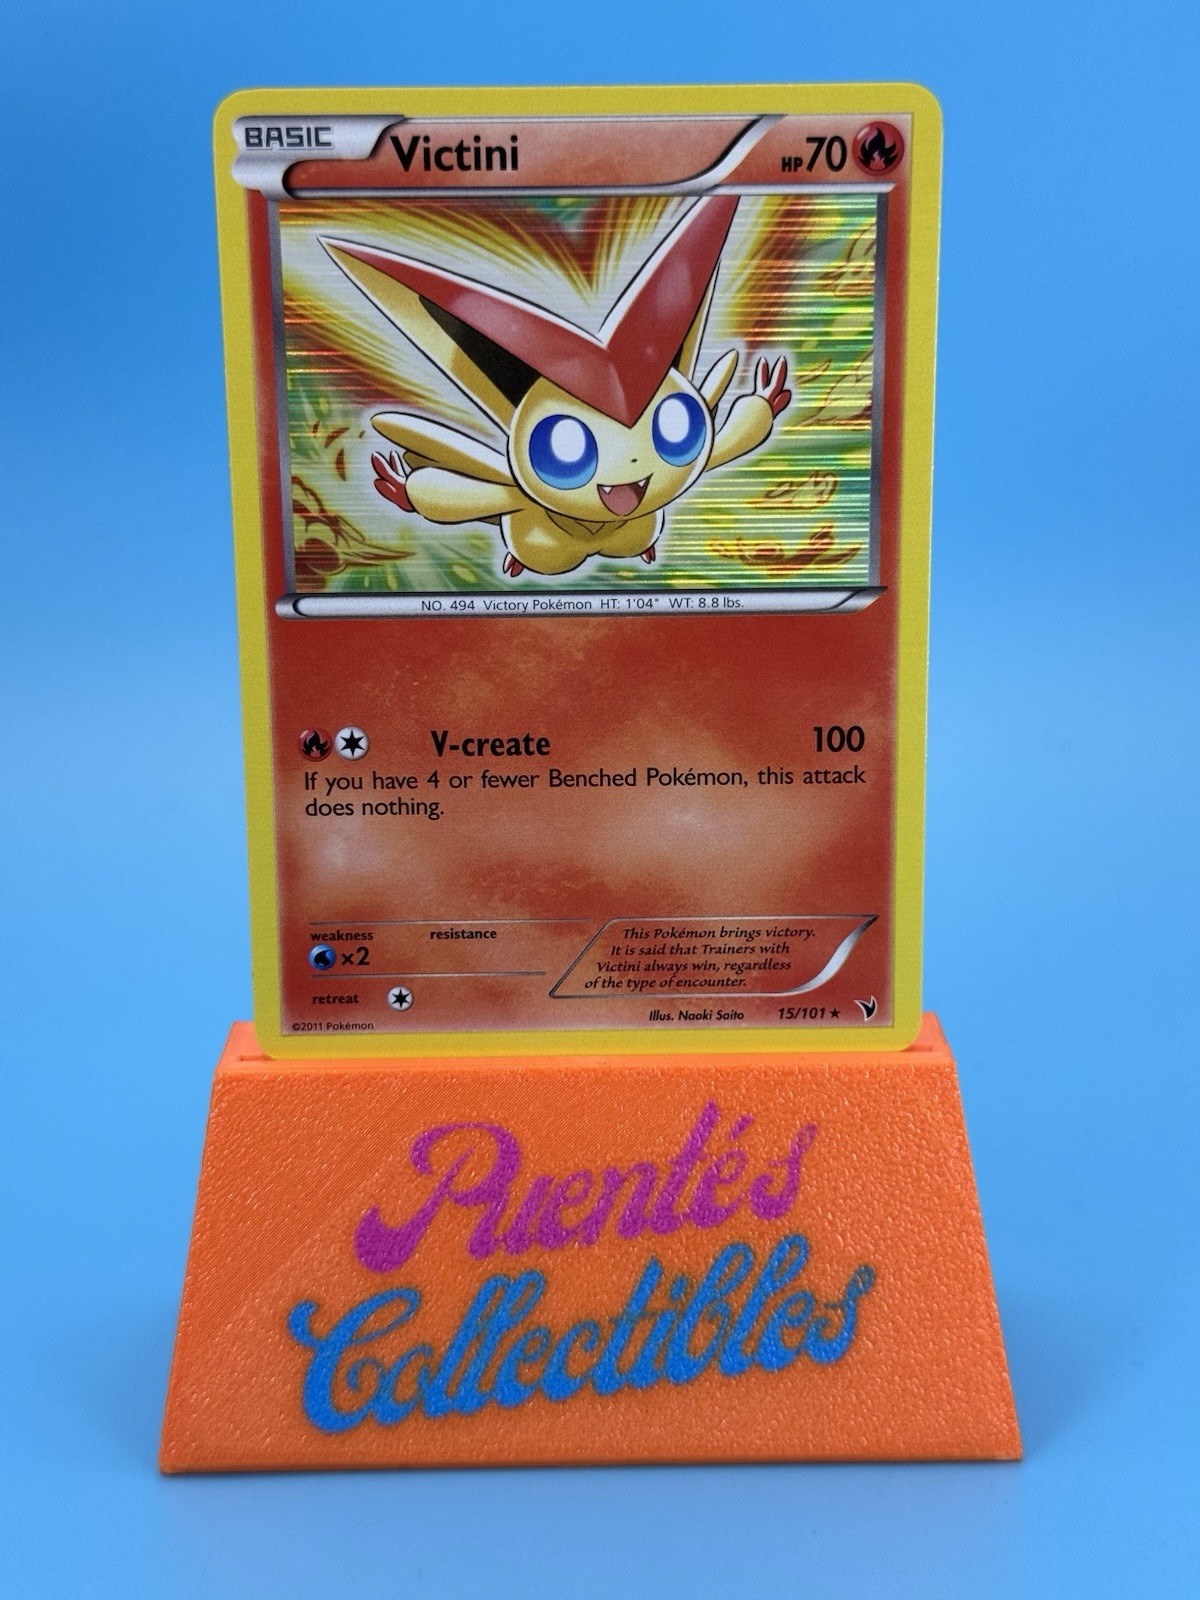 BASIC Victini HP 70
NO. 494 Victory Pokémon HT: 1'04" WT: 8.8 lbs.
V-create 100
If you have 4 or fewer Benched Pokémon, this attack
does nothing.
weakness resistance
×2
retreat
This Pokémon brings victory.
It is said that Trainers with
Victini always win, regardless
of the type of encounter.
Illus. Naoki Saito 15/101 ★
©2011 Pokémon
Puentés
Collectibles